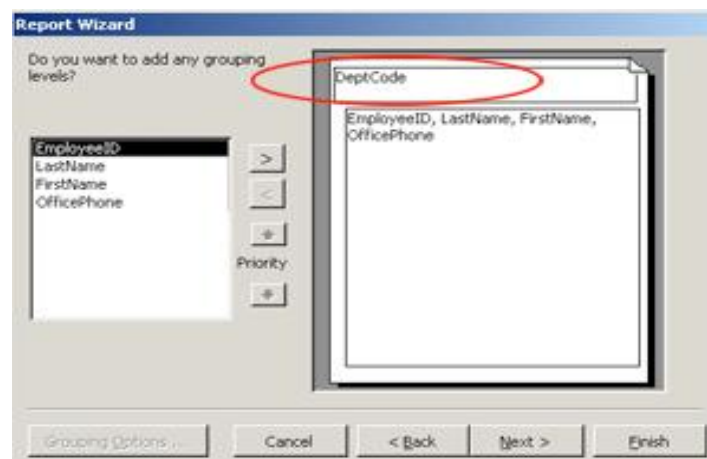 Report Wizard
Do you want to add any grouping
levels?
DeptCode
EmployeeID, LastName, FirstName,
OfficePhone
EmployeeID
LastName
FirstName
OfficePhone
>
<
Priority
Grouping Options ...
Cancel
< Back
Next >
Finish